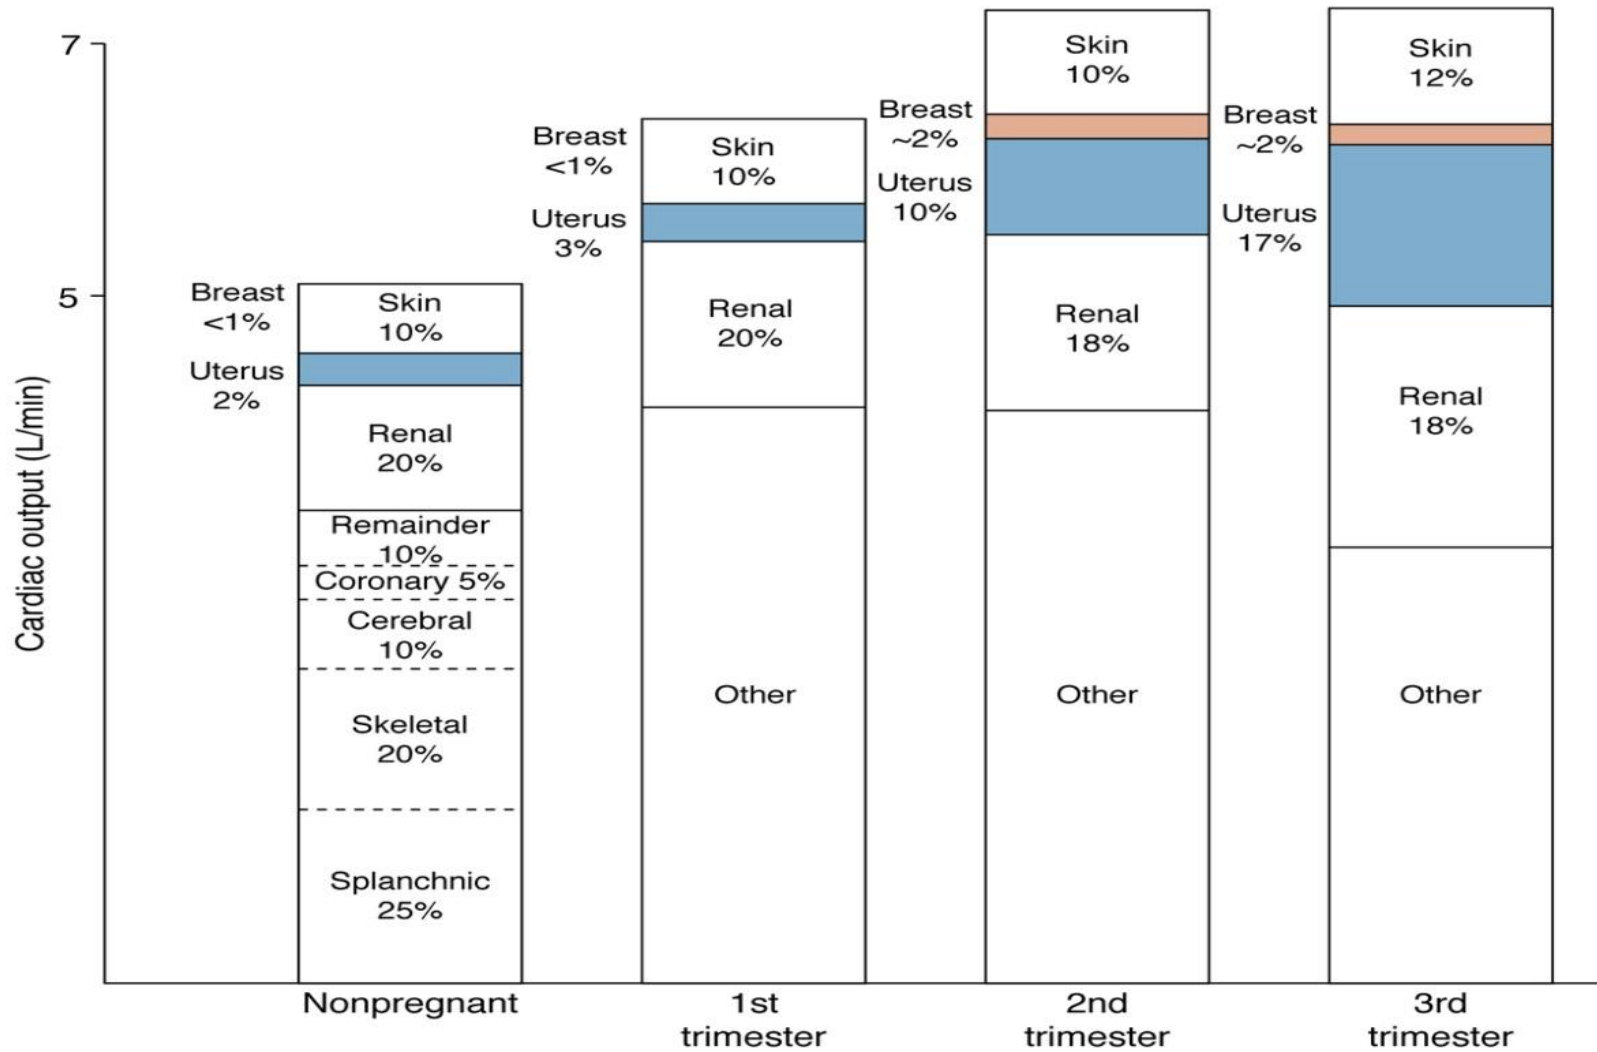 Cardiac output (L/min)
7
5
Breast
<1%
Uterus
2%
Skin
10%
Renal
20%
Remainder
10%
Coronary 5%
Cerebral
10%
Skeletal
20%
Splanchnic
25%
Nonpregnant
Breast
<1%
Uterus
3%
Skin
10%
Renal
20%
Other
1st
trimester
Breast
~2%
Uterus
10%
Skin
10%
Renal
18%
Other
2nd
trimester
Breast
~2%
Uterus
17%
Skin
12%
Renal
18%
Other
3rd
trimester